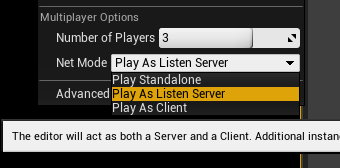 Multiplayer Options
Number of Players 3
Net Mode Play As Listen Server
Play Standalone
Play As Listen Server
Advanced
Play As Client
The editor will act as both a Server and a Client. Additional instan